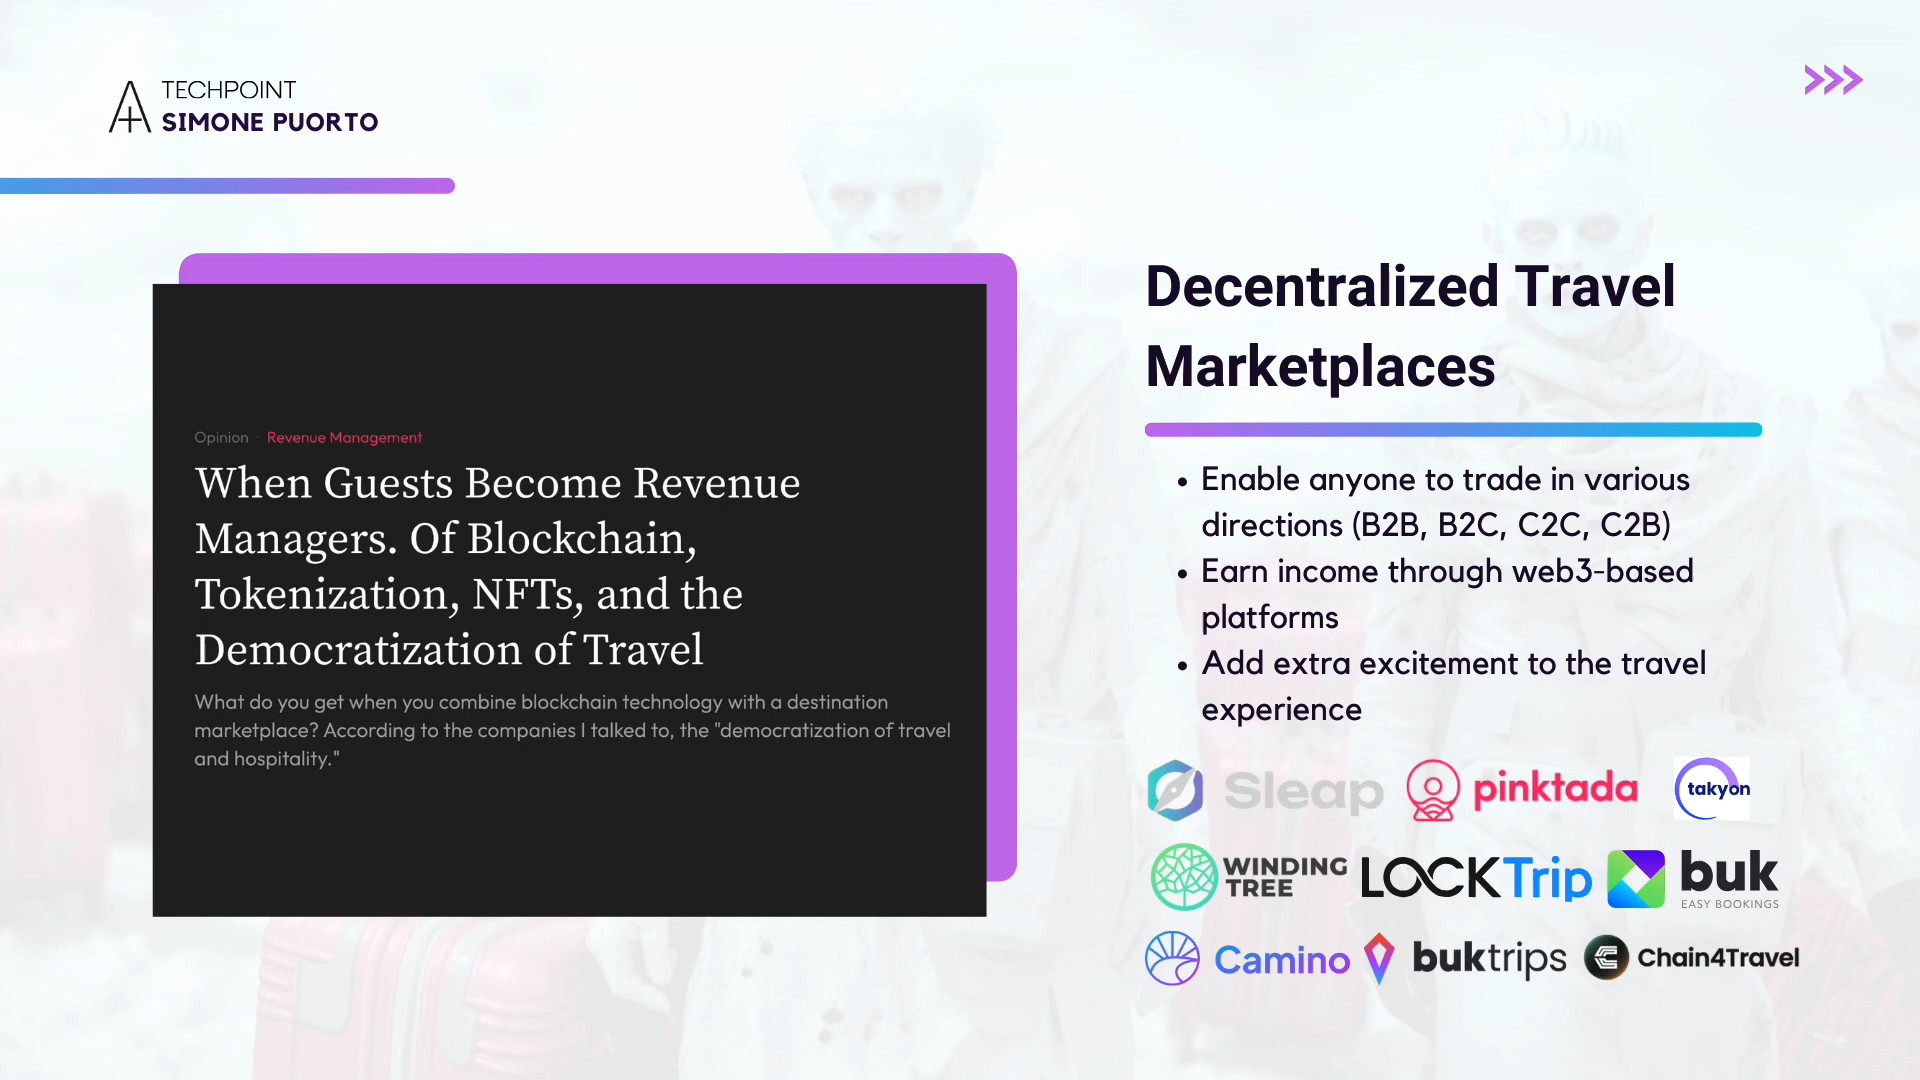 TECHPOINT
SIMONE PUORTO
Opinion · Revenue Management
When Guests Become Revenue
Managers. Of Blockchain,
Tokenization, NFTs, and the
Democratization of Travel
What do you get when you combine blockchain technology with a destination
marketplace? According to the companies I talked to, the "democratization of travel
and hospitality."
Decentralized Travel
Marketplaces
• Enable anyone to trade in various
directions (B2B, B2C, C2C, C2B)
• Earn income through web3-based
platforms
• Add extra excitement to the travel
experience
Sleap
pinktada
takyon
WINDING
TREE
LOCKTrip
buk
EASY BOOKINGS
Camino
buktrips
Chain4Travel